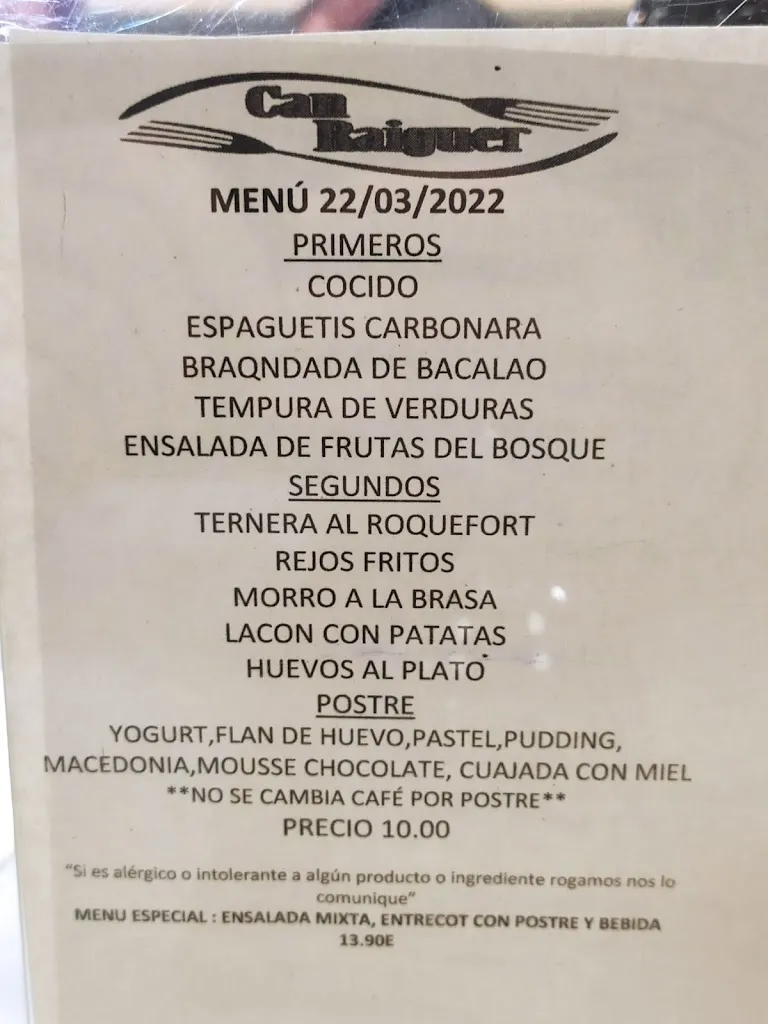 Can
Raiguer
MENÚ 22/03/2022
PRIMEROS
COCIDO
ESPAGUETIS CARBONARA
BRAQNDADA DE BACALAO
TEMPURA DE VERDURAS
ENSALADA DE FRUTAS DEL BOSQUE
SEGUNDOS
TERNERA AL ROQUEFORT
REJOS FRITOS
MORRO A LA BRASA
LACON CON PATATAS
HUEVOS AL PLATO
POSTRE
YOGURT,FLAN DE HUEVO,PASTEL,PUDDING,
MACEDONIA,MOUSSE CHOCOLATE, CUAJADA CON MIEL
**NO SE CAMBIA CAFÉ POR POSTRE**
PRECIO 10.00
“Si es alérgico o intolerante a algún producto o ingrediente rogamos nos lo
comunique”
MENU ESPECIAL : ENSALADA MIXTA, ENTRECOT CON POSTRE Y BEBIDA
13.90E